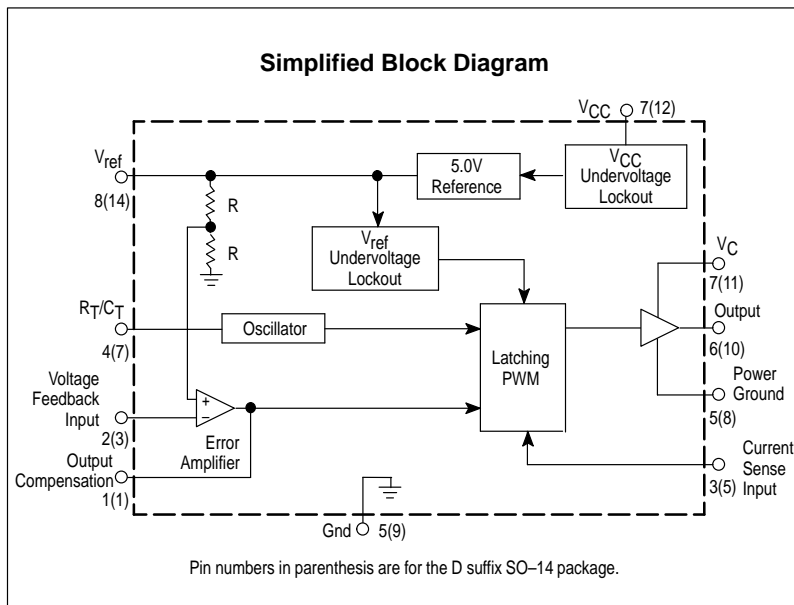 Simplified Block Diagram
VCC 7(12)
Vref
8(14)
R
R
5.0V
Reference
VCC
Undervoltage
Lockout
Vref
Undervoltage
Lockout
VC
7(11)
RT/CT
4(7)
Oscillator
Latching
PWM
Output
6(10)
Voltage
Feedback
Input
2(3)
+
–
Error
Amplifier
Power
Ground
5(8)
Output
Compensation
1(1)
Current
Sense
Input
3(5)
Gnd 5(9)
Pin numbers in parenthesis are for the D suffix SO–14 package.